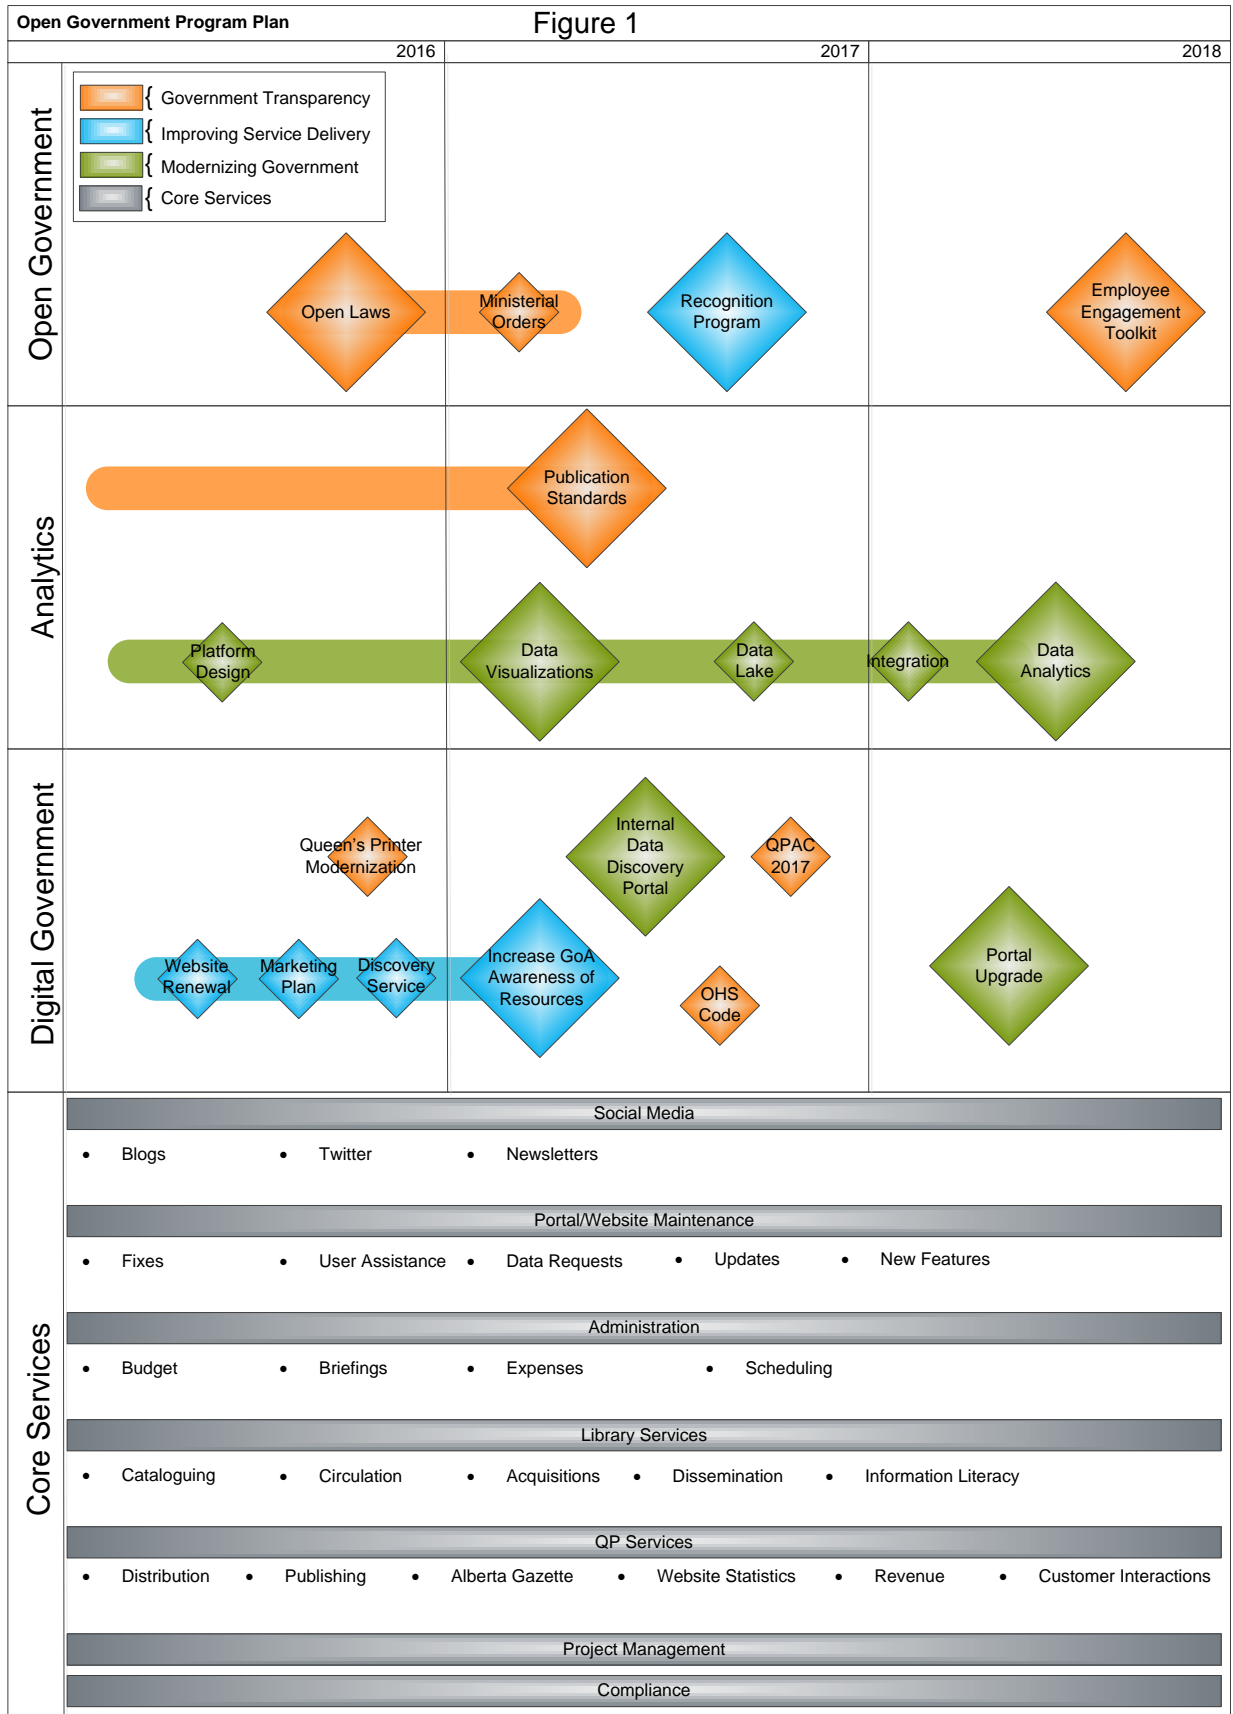 Open Government Program Plan
Figure 1
2016
2017
2018
Open Government
{ Government Transparency
{ Improving Service Delivery
{ Modernizing Government
{ Core Services
Open Laws
Ministerial
Orders
Recognition
Program
Employee
Engagement
Toolkit
Analytics
Publication
Standards
Platform
Design
Data
Visualizations
Data
Lake
Integration
Data
Analytics
Digital Government
Queen's Printer
Modernization
Internal
Data
Discovery
Portal
QPAC
2017
Website
Renewal
Marketing
Plan
Discovery
Service
Increase GoA
Awareness of
Resources
OHS
Code
Portal
Upgrade
Core Services
Social Media
• Blogs • Twitter • Newsletters
Portal/Website Maintenance
• Fixes • User Assistance • Data Requests • Updates • New Features
Administration
• Budget • Briefings • Expenses • Scheduling
Library Services
• Cataloguing • Circulation • Acquisitions • Dissemination • Information Literacy
QP Services
• Distribution • Publishing • Alberta Gazette • Website Statistics • Revenue • Customer Interactions
Project Management
Compliance